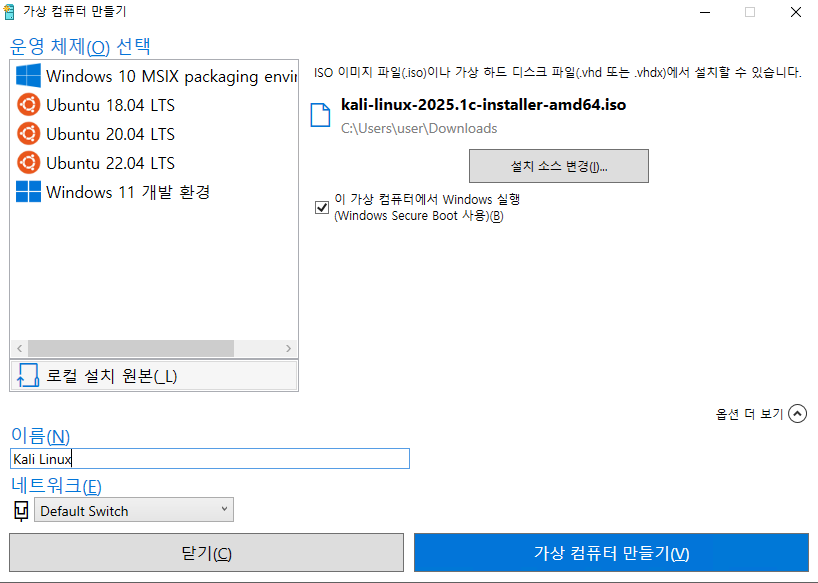 가상 컴퓨터 만들기
운영 체제(O) 선택
Windows 10 MSIX packaging envir
Ubuntu 18.04 LTS
Ubuntu 20.04 LTS
Ubuntu 22.04 LTS
Windows 11 개발 환경
로컬 설치 원본(_L)
ISO 이미지 파일(.iso)이나 가상 하드 디스크 파일(.vhd 또는 .vhdx)에서 설치할 수 있습니다.
kali-linux-2025.1c-installer-amd64.iso
C:\Users\user\Downloads
설치 소스 변경(I)...
이 가상 컴퓨터에서 Windows 실행
(Windows Secure Boot 사용)(B)
옵션 더 보기
이름(N)
Kali Linux
네트워크(E)
Default Switch
닫기(C)
가상 컴퓨터 만들기(V)